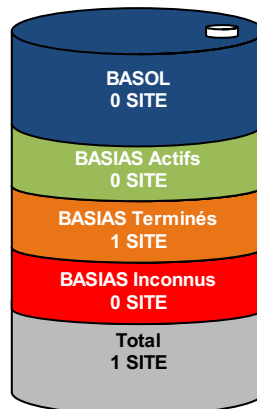 BASOL
0 SITE
BASIAS Actifs
0 SITE
BASIAS Terminés
1 SITE
BASIAS Inconnus
0 SITE
Total
1 SITE